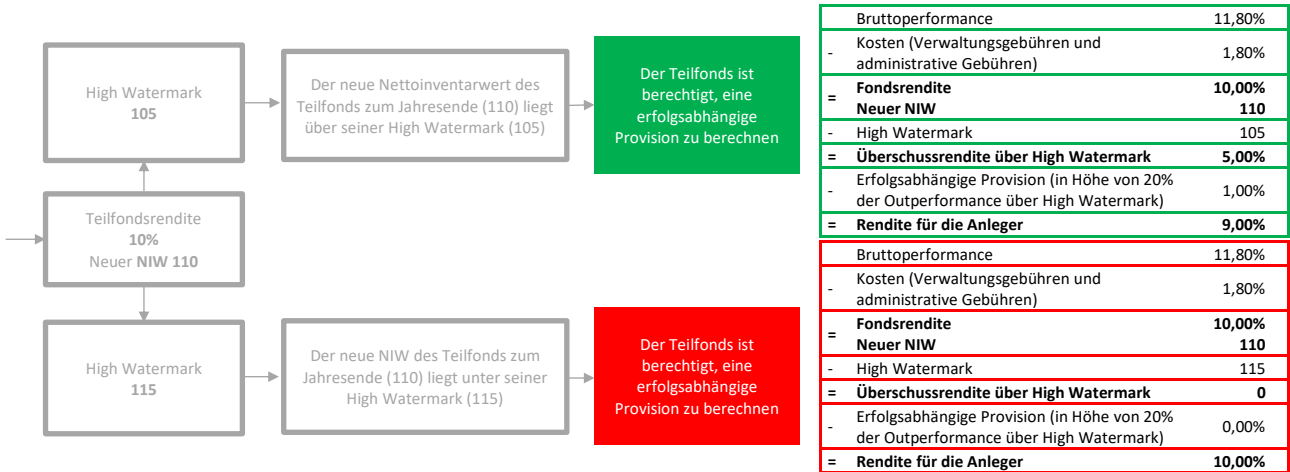 High Watermark
105
Der neue Nettoinventarwert des
Teilfonds zum Jahresende (110) liegt
über seiner High Watermark (105)
Der Teilfonds ist
berechtigt, eine
erfolgsabhängige
Provision zu berechnen
Teilfondsrendite
10%
Neuer NIW 110
High Watermark
115
Der neue NIW des Teilfonds zum
Jahresende (110) liegt unter seiner
High Watermark (115)
Der Teilfonds ist
berechtigt, eine
erfolgsabhängige
Provision zu berechnen
Bruttoperformance 11,80%
- Kosten (Verwaltungsgebühren und
administrative Gebühren) 1,80%
= Fondsrendite 10,00%
Neuer NIW 110
- High Watermark 105
= Überschussrendite über High Watermark 5,00%
- Erfolgsabhängige Provision (in Höhe von 20%
der Outperformance über High Watermark) 1,00%
= Rendite für die Anleger 9,00%
Bruttoperformance 11,80%
- Kosten (Verwaltungsgebühren und
administrative Gebühren) 1,80%
= Fondsrendite 10,00%
Neuer NIW 110
- High Watermark 115
= Überschussrendite über High Watermark 0
- Erfolgsabhängige Provision (in Höhe von 20%
der Outperformance über High Watermark) 0,00%
= Rendite für die Anleger 10,00%